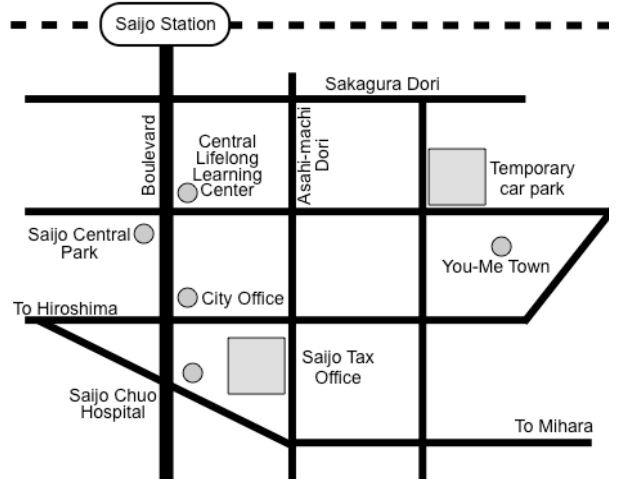 Saijo Station
Sakagura Dori
Boulevard
Central
Lifelong
Learning
Center
Asahi-machi
Dori
Temporary
car park
Saijo Central
Park
You-Me Town
City Office
To Hiroshima
Saijo Tax
Office
Saijo Chuo
Hospital
To Mihara